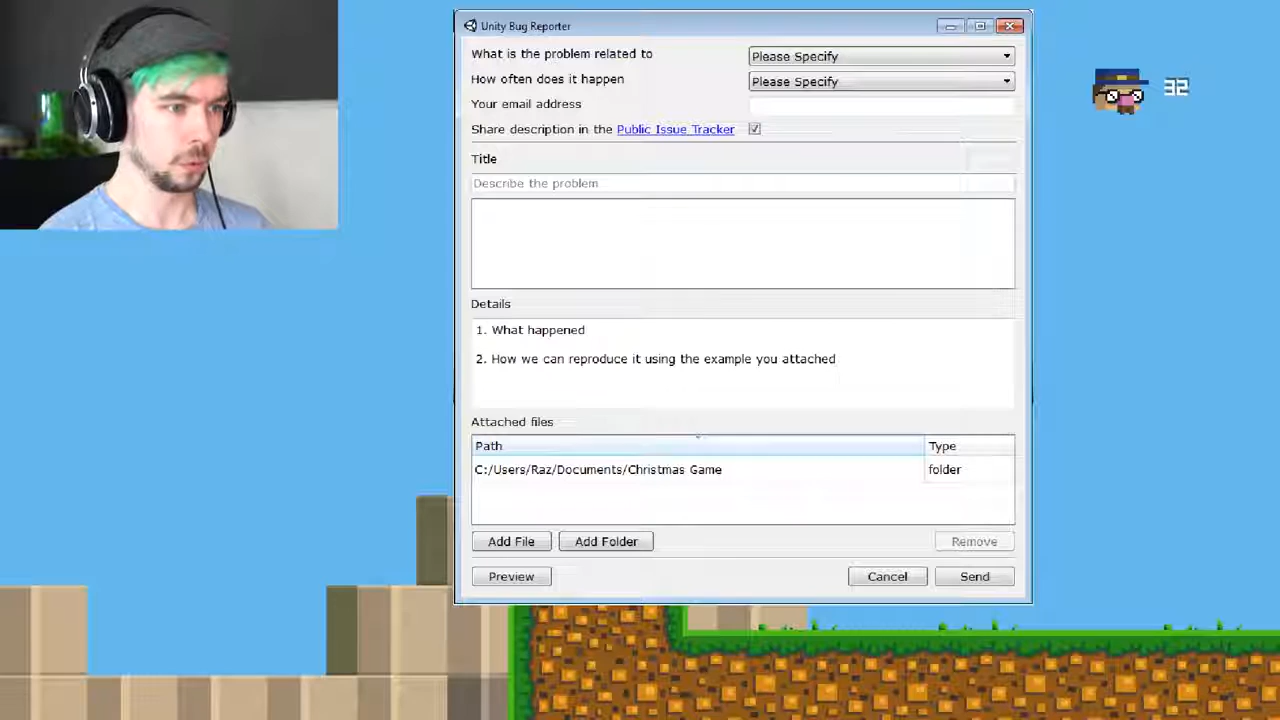 Unity Bug Reporter
What is the problem related to
Please Specify
How often does it happen
Please Specify
Your email address
Share description in the Public Issue Tracker
Title
Describe the problem
Details
1. What happened
2. How we can reproduce it using the example you attached
Attached files
Path Type
C:/Users/Raz/Documents/Christmas Game folder
Add File Add Folder Remove
Preview Cancel Send
32